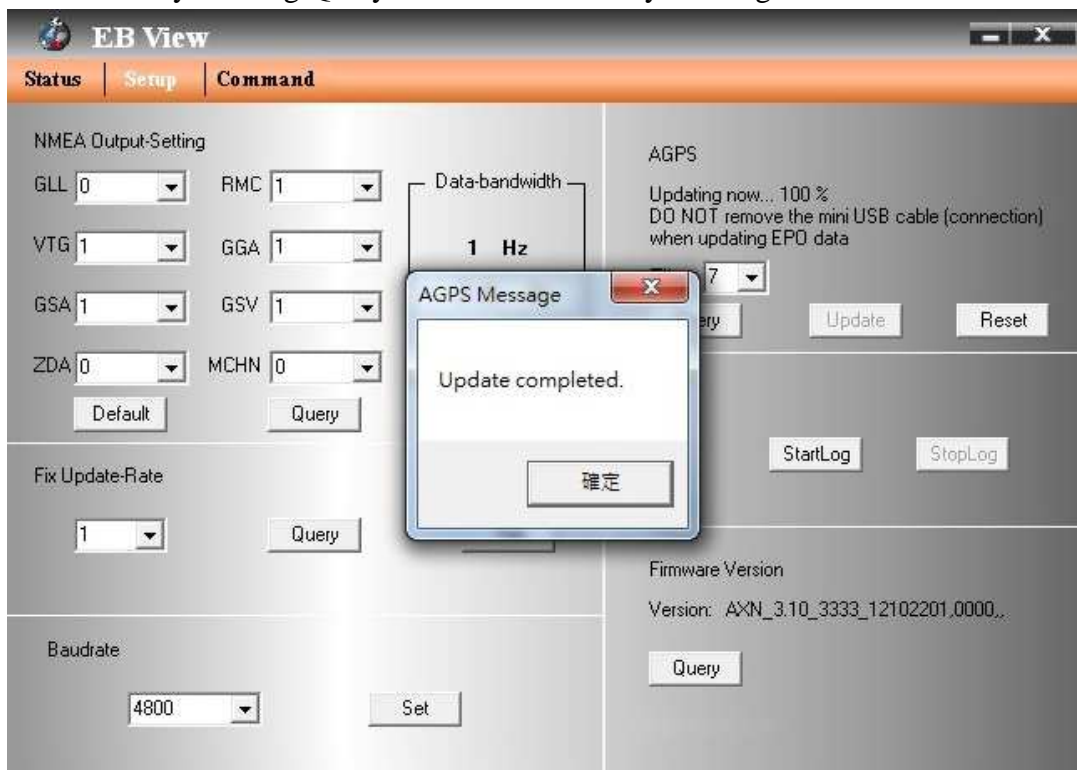 EB View
Status Setup Command
NMEA Output-Setting
GLL 0 RMC 1
VTG 1 GGA 1
GSA 1 GSV 1
ZDA 0 MCHN 0
Default Query
Data-bandwidth
1 Hz
Fix Update-Rate
1 Query
Baudrate
4800 Set
AGPS
Updating now... 100 %
DO NOT remove the mini USB cable (connection)
when updating EPO data
7
Update Reset
StartLog StopLog
Firmware Version
Version: AXN_3.10_3333_12102201,0000,,
Query
AGPS Message
Update completed.
確定